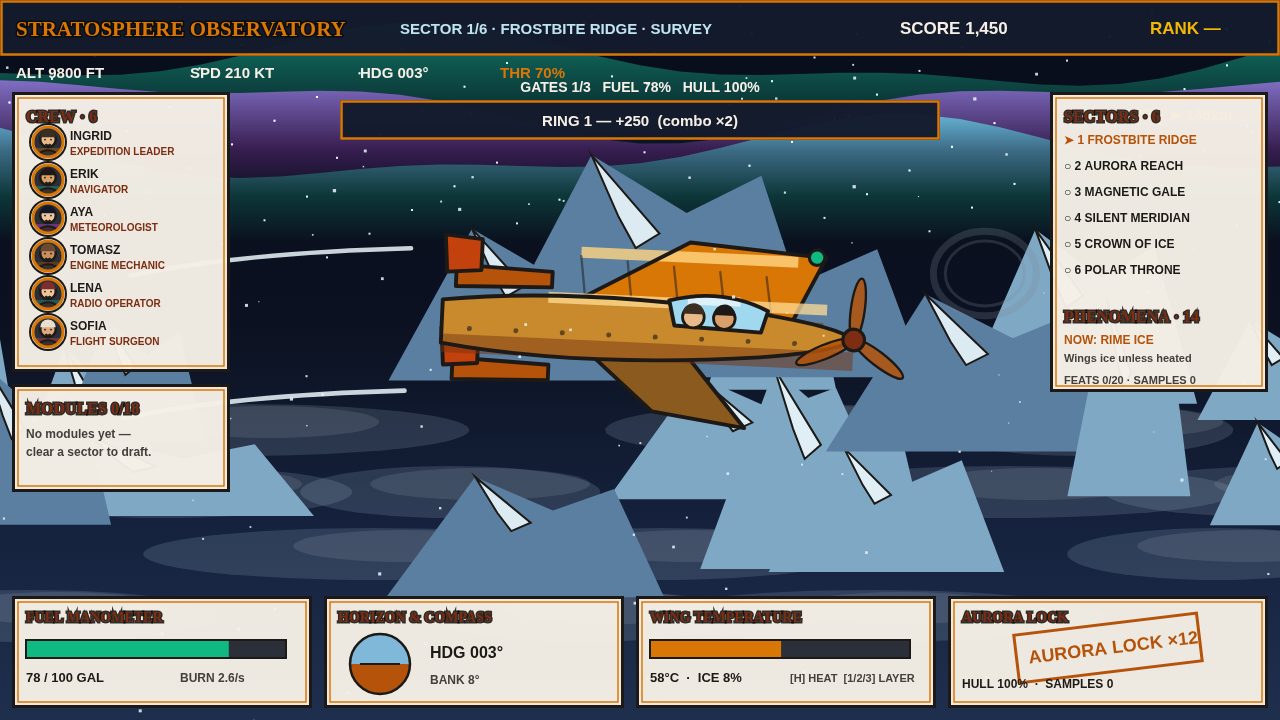 STRATOSPHERE OBSERVATORY
SECTOR 1/6 · FROSTBITE RIDGE · SURVEY
SCORE 1,450
RANK —
ALT 9800 FT
SPD 210 KT
HDG 003°
THR 70%
GATES 1/3 FUEL 78% HULL 100%
RING 1 — +250 (combo ×2)
CREW · 6
INGRID
EXPEDITION LEADER
ERIK
NAVIGATOR
AYA
METEOROLOGIST
TOMASZ
ENGINE MECHANIC
LENA
RADIO OPERATOR
SOFIA
FLIGHT SURGEON
MODULES 0/18
No modules yet —
clear a sector to draft.
SECTORS · 6
➤ 1 FROSTBITE RIDGE
○ 2 AURORA REACH
○ 3 MAGNETIC GALE
○ 4 SILENT MERIDIAN
○ 5 CROWN OF ICE
○ 6 POLAR THRONE
PHENOMENA · 14
NOW: RIME ICE
Wings ice unless heated
FEATS 0/20 · SAMPLES 0
FUEL MANOMETER
78 / 100 GAL
BURN 2.6/s
HORIZON & COMPASS
HDG 003°
BANK 8°
WING TEMPERATURE
58°C · ICE 8%
[H] HEAT [1/2/3] LAYER
AURORA LOCK
AURORA LOCK ×12
HULL 100% · SAMPLES 0